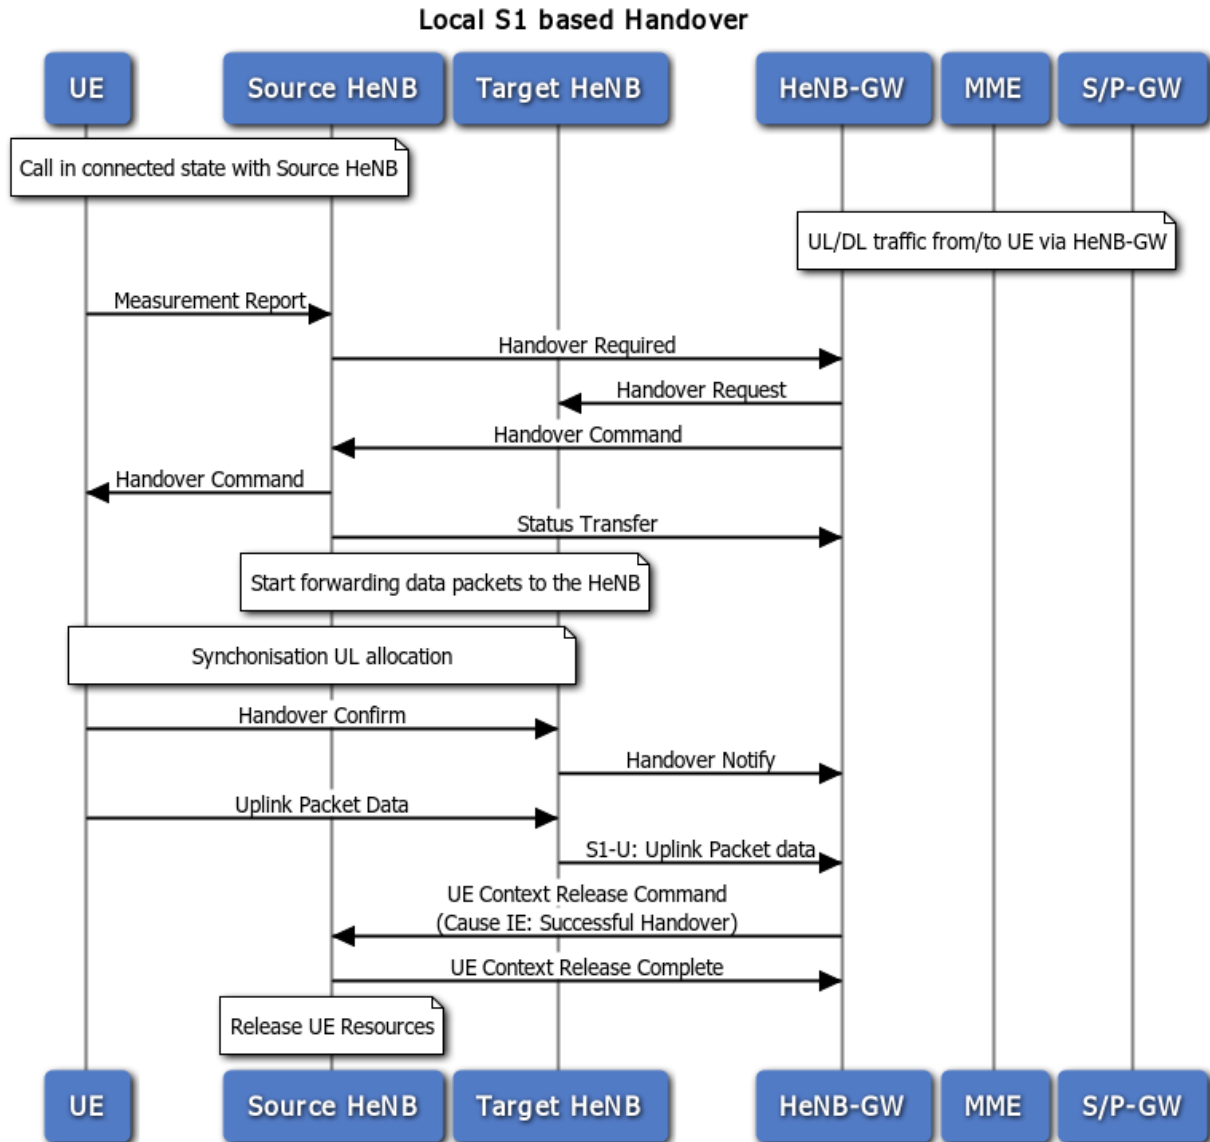 Local S1 based Handover
UE
Source HeNB
Target HeNB
HeNB-GW
MME
S/P-GW
Call in connected state with Source HeNB
UL/DL traffic from/to UE via HeNB-GW
Measurement Report
Handover Required
Handover Request
Handover Command
Handover Command
Status Transfer
Start forwarding data packets to the HeNB
Synchonisation UL allocation
Handover Confirm
Handover Notify
Uplink Packet Data
S1-U: Uplink Packet data
UE Context Release Command
(Cause IE: Successful Handover)
UE Context Release Complete
Release UE Resources
UE
Source HeNB
Target HeNB
HeNB-GW
MME
S/P-GW